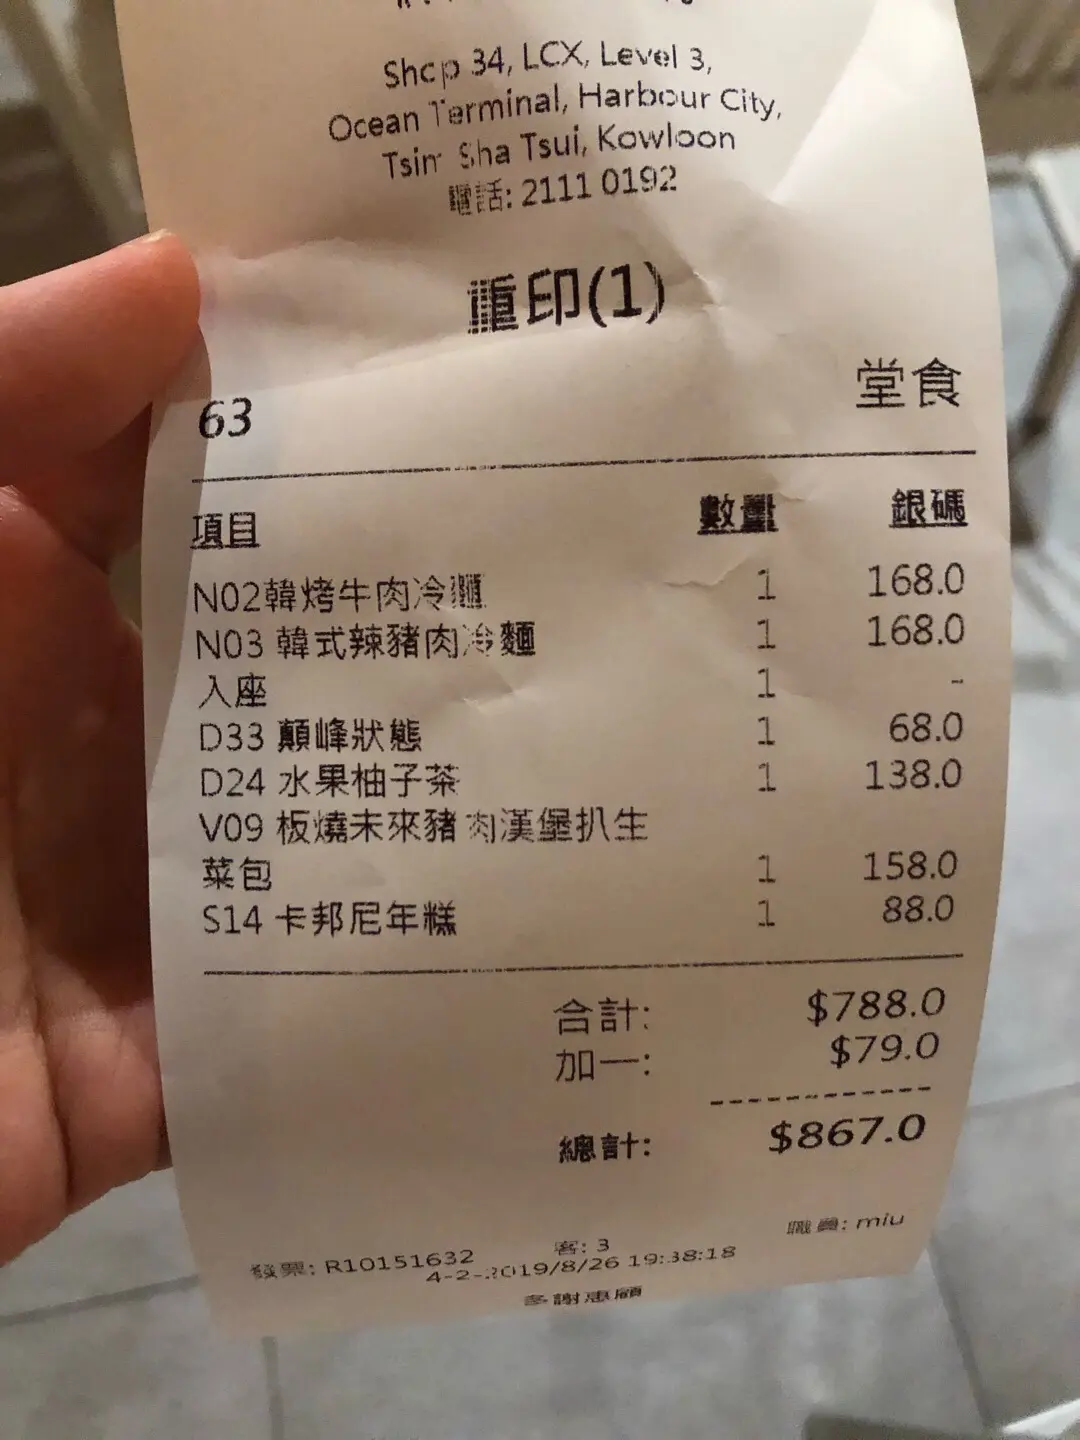 Shop 34, LCX, Level 3,
Ocean Terminal, Harbour City,
Tsim Sha Tsui, Kowloon
電話: 2111 0192
重印(1)
63 堂食
項目 數量 銀碼
N02韓烤牛肉冷麵 1 168.0
N03 韓式辣豬肉冷麵 1 168.0
入座 1 -
D33 顛峰狀態 1 68.0
D24 水果柚子茶 1 138.0
V09 板燒未來豬肉漢堡扒生
菜包 1 158.0
S14 卡邦尼年糕 1 88.0
合計: $788.0
加一: $79.0
總計: $867.0
職員: miu
發票: R10151632 客: 3
4-2-2019/8/26 19:38:18
多謝惠顧